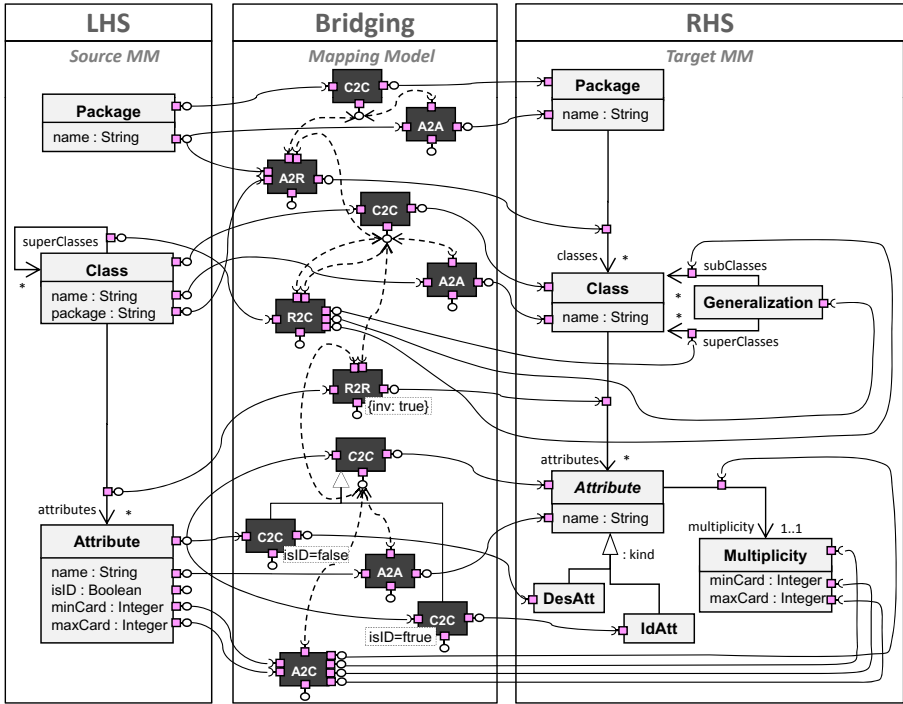 LHS
Bridging
RHS
Source MM
Mapping Model
Target MM
Package
name : String
C2C
A2A
Package
name : String
A2R
superClasses
*
Class
name : String
package : String
C2C
A2A
R2C
classes
*
Class
name : String
subClasses
*
*
superClasses
Generalization
R2R
{inv: true}
attributes
*
Attribute
name : String
isID : Boolean
minCard : Integer
maxCard : Integer
C2C
C2C
isID=false
A2A
C2C
isID=ftrue
A2C
attributes
*
Attribute
name : String
: kind
DesAtt
IdAtt
multiplicity
1..1
Multiplicity
minCard : Integer
maxCard : Integer